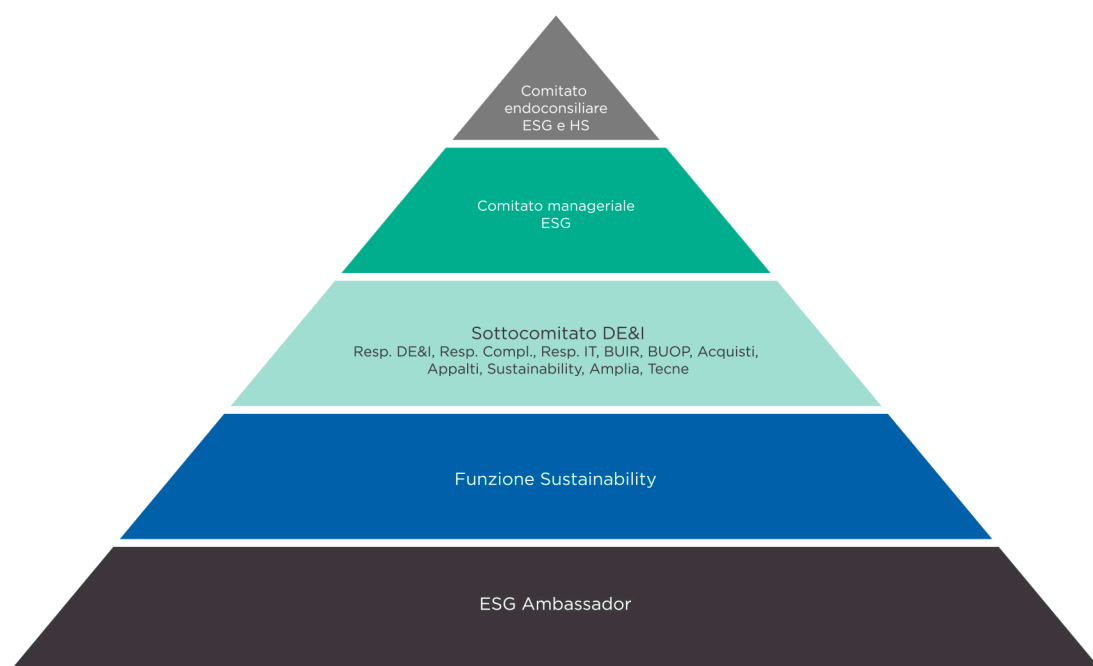 Comitato
endoconsiliare
ESG e HS
Comitato manageriale
ESG
Sottocomitato DE&I
Resp. DE&I, Resp. Compl., Resp. IT, BUIR, BUOP, Acquisti,
Appalti, Sustainability, Amplia, Tecne
Funzione Sustainability
ESG Ambassador